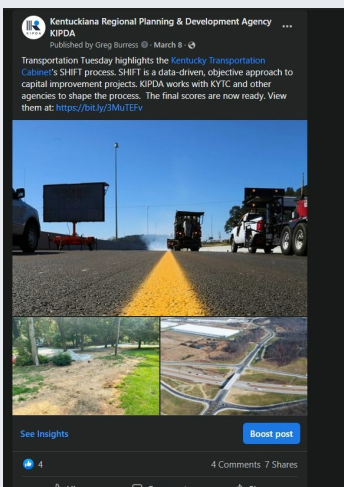 Kentuckiana Regional Planning & Development Agency
KIPDA
Published by Greg Burress · March 8 ·
Transportation Tuesday highlights the Kentucky Transportation
Cabinet's SHIFT process. SHIFT is a data-driven, objective approach to
capital improvement projects. KIPDA works with KYTC and other
agencies to shape the process. The final scores are now ready. View
them at: https://bit.ly/3MuTEFv
See Insights
Boost post
4
4 Comments 7 Shares